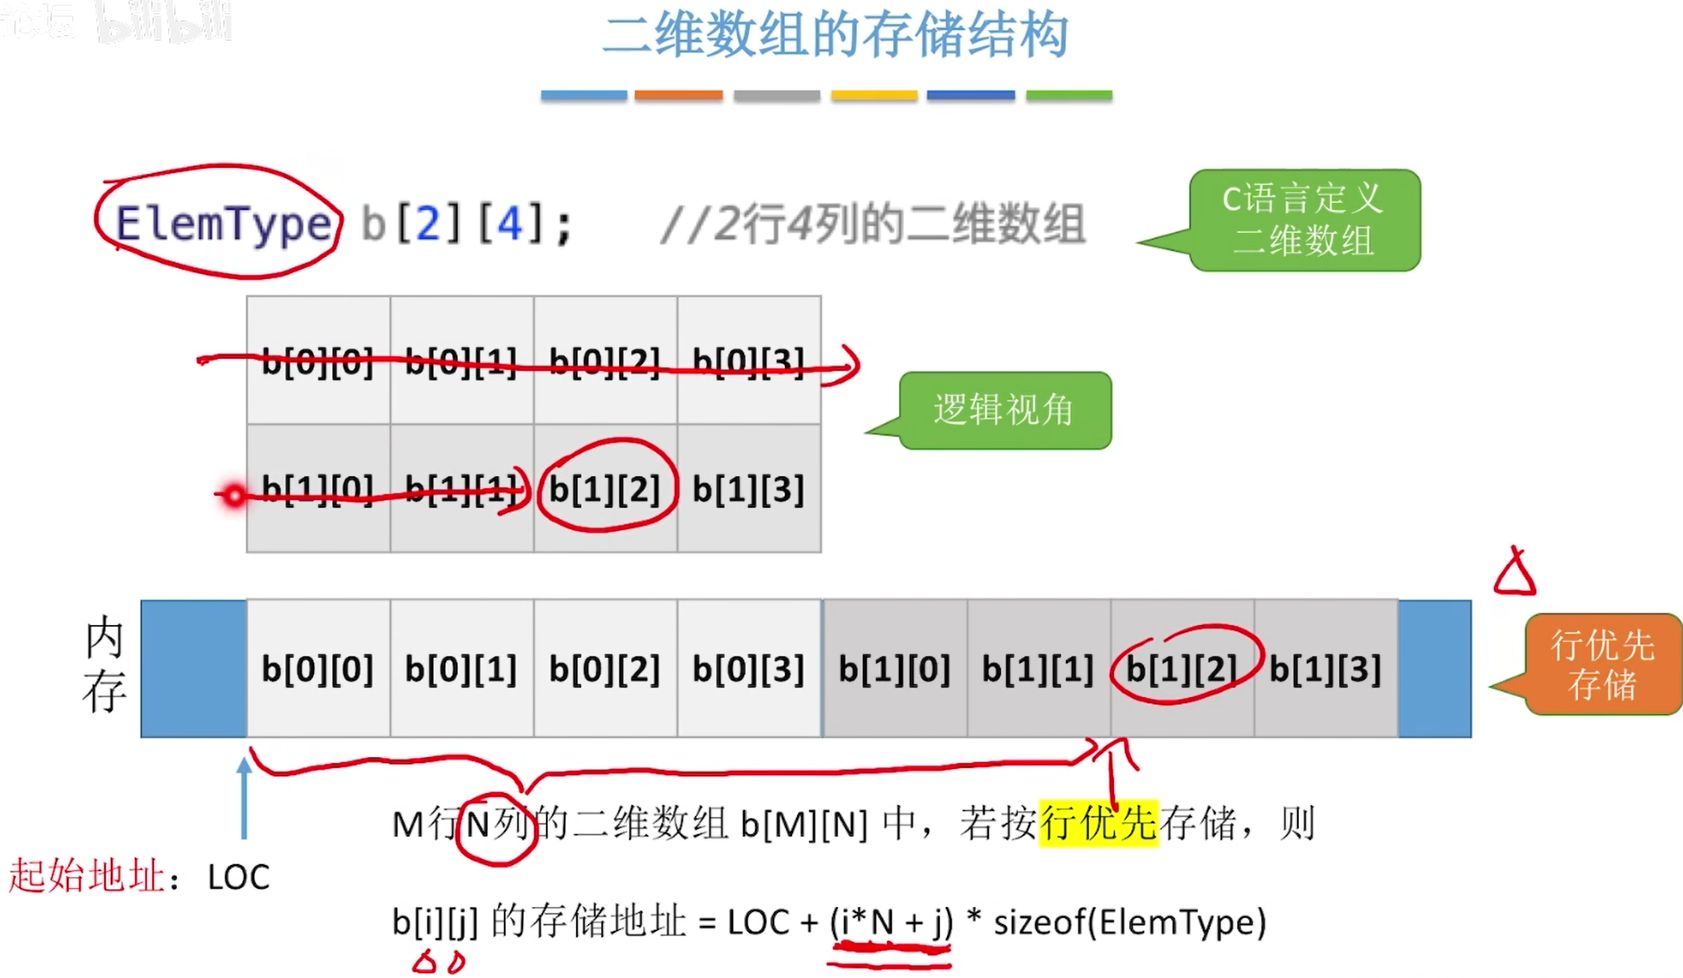 论坛 bilibili
二维数组的存储结构
ElemType b[2][4]; //2行4列的二维数组
C语言定义
二维数组
b[0][0] b[0][1] b[0][2] b[0][3]
逻辑视角
b[1][0] b[1][1] b[1][2] b[1][3]
内
存
b[0][0] b[0][1] b[0][2] b[0][3] b[1][0] b[1][1] b[1][2] b[1][3]
行优先
存储
M行N列的二维数组 b[M][N] 中，若按行优先存储，则
起始地址：LOC
b[i][j] 的存储地址 = LOC + (i*N + j) * sizeof(ElemType)